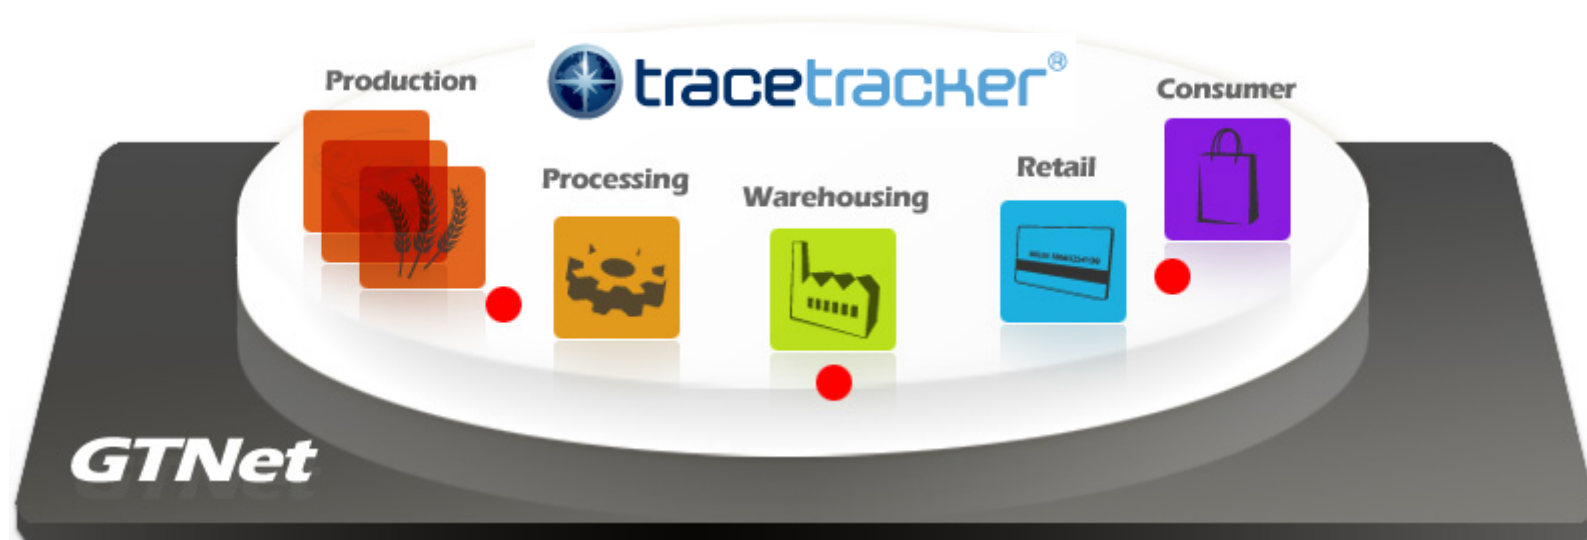 tracetracker®
Production
Processing
Warehousing
Retail
Consumer
GTNet